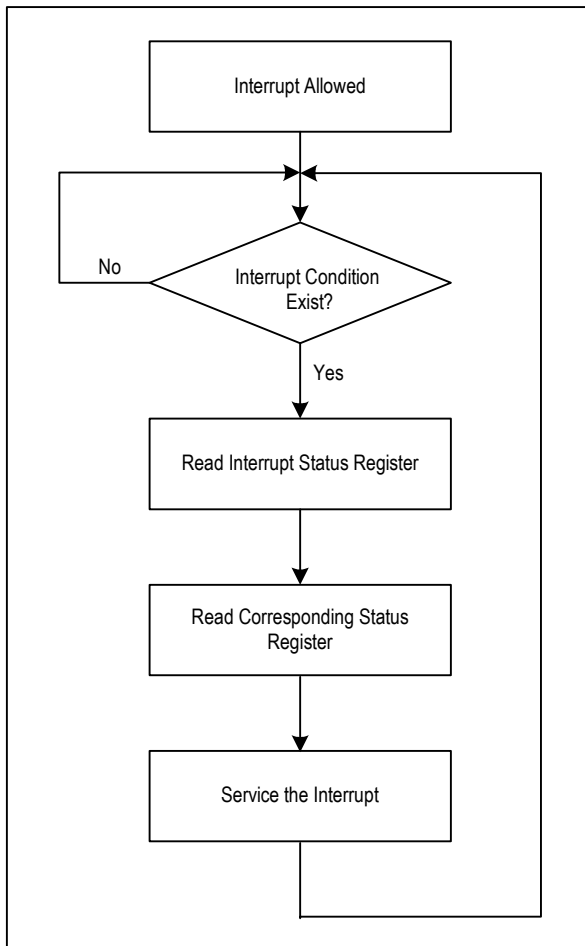 Interrupt Allowed
Interrupt Condition
Exist?
No
Yes
Read Interrupt Status Register
Read Corresponding Status
Register
Service the Interrupt